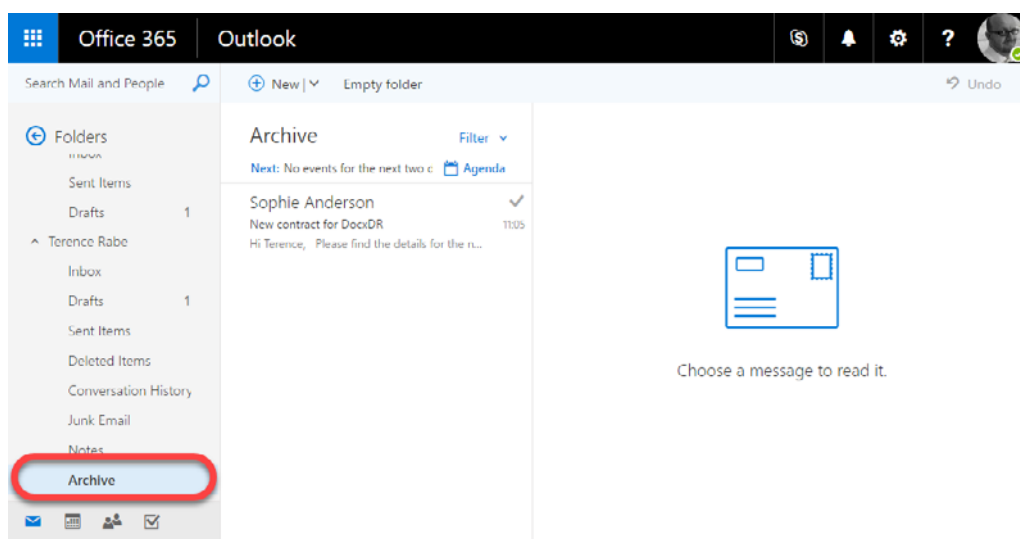 Office 365 Outlook ?
Search Mail and People New Empty folder Undo
Folders
Inbox
Sent Items
Drafts 1
Terence Rabe
Inbox
Drafts 1
Sent Items
Deleted Items
Conversation History
Junk Email
Notes
Archive
Archive Filter
Next: No events for the next two c Agenda
Sophie Anderson
New contract for DocxDR 11:05
Hi Terence, Please find the details for the n...
Choose a message to read it.